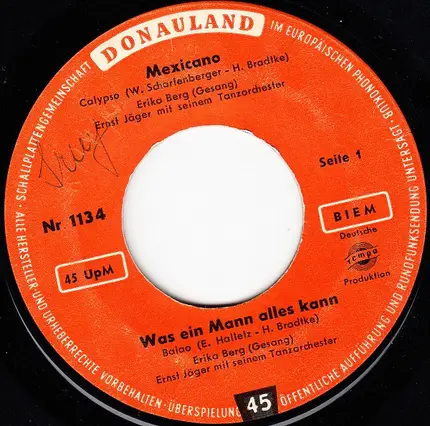 DONAULAND
SCHALLPLATTENGEMEINSCHAFT
IM EUROPÄISCHEN PHONOKLUB
Mexicano
Calypso (W. Scharfenberger - H. Bradtke)
Erika Berg (Gesang)
Ernst Jäger mit seinem Tanzorchester
Seite 1
Nr 1134
BIEM
45 UpM
Deutsche
Tempo
Produktion
Was ein Mann alles kann
Baiao (E. Halletz - H. Bradtke)
Erika Berg (Gesang)
Ernst Jäger mit seinem Tanzorchester
45
· ALLE HERSTELLER-UND URHEBERRECHTE VORBEHALTEN · ÜBERSPIELUNG
ÖFFENTLICHE AUFFÜHRUNG UND RUNDFUNKSENDUNG UNTERSAGT ·